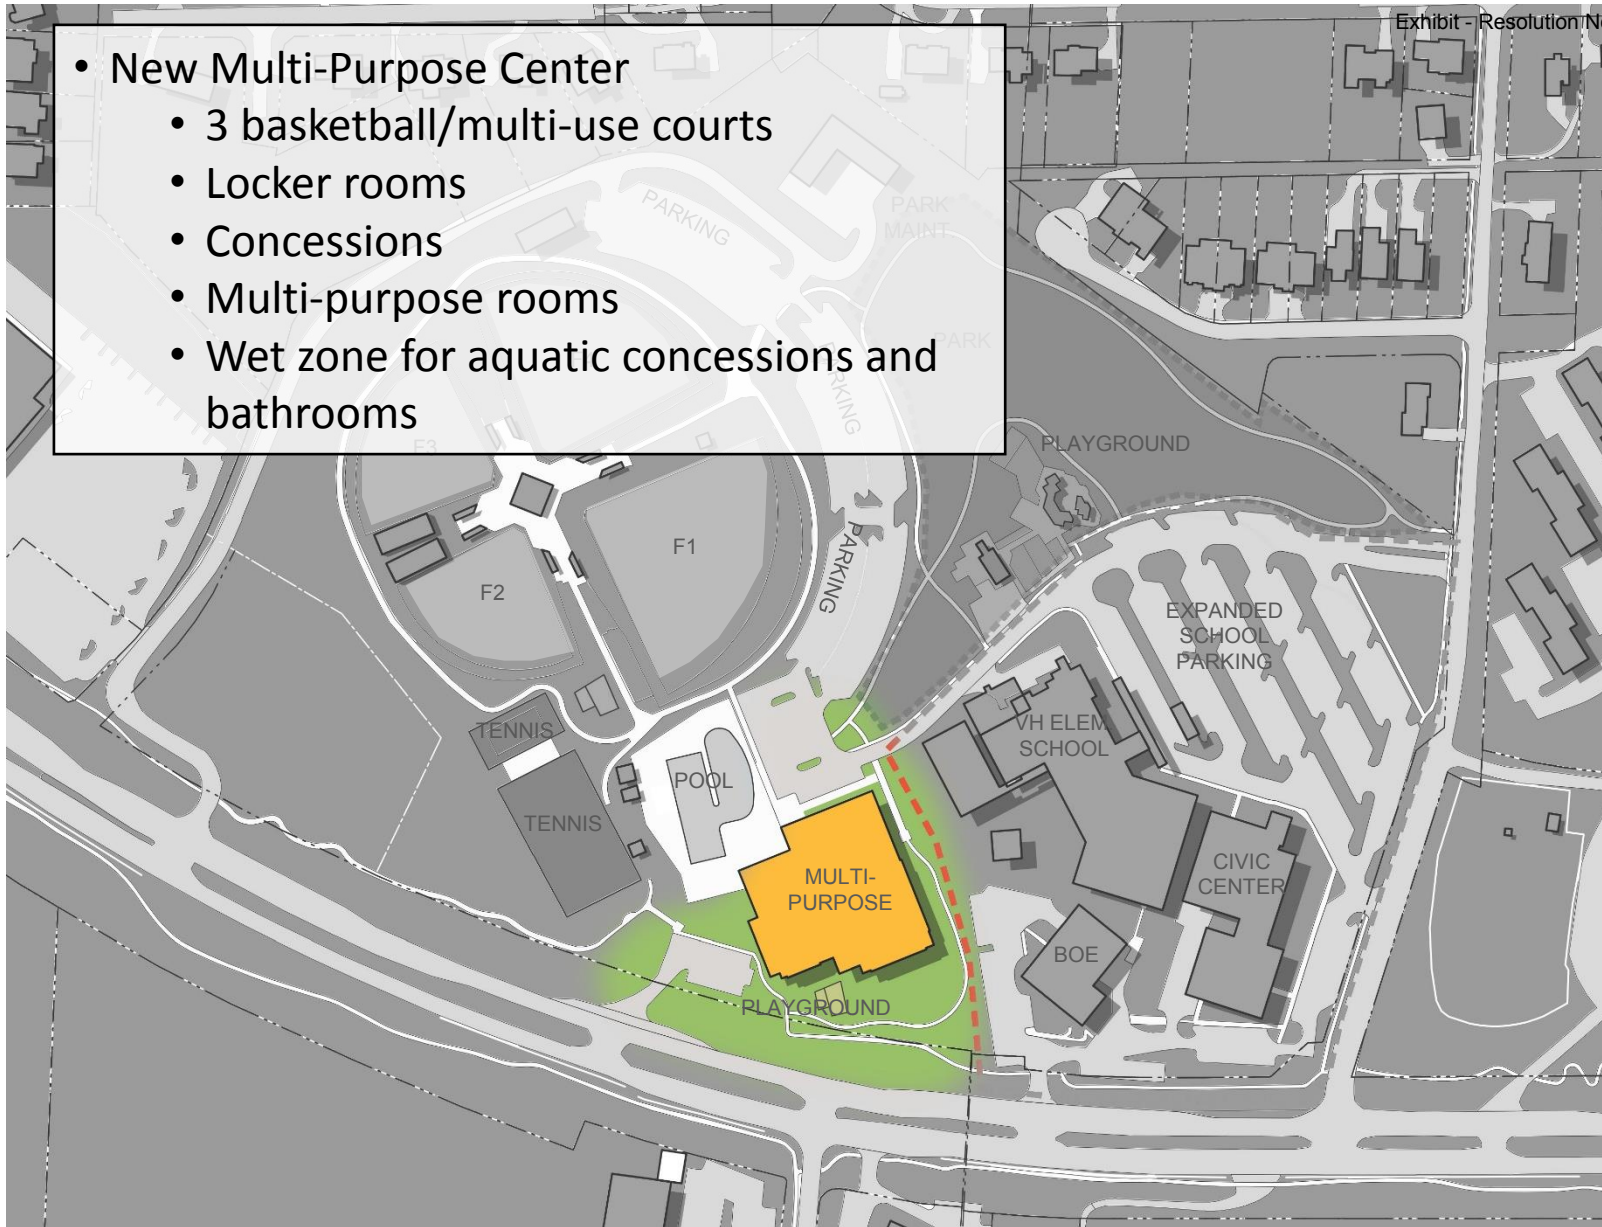 Exhibit - Resolution No
• New Multi-Purpose Center
• 3 basketball/multi-use courts
• Locker rooms
• Concessions
• Multi-purpose rooms
• Wet zone for aquatic concessions and
bathrooms
PARKING
PARK
MAINT.
PARK
PARKING
F3
PLAYGROUND
PARKING
F1
F2
EXPANDED
SCHOOL
PARKING
TENNIS
VH ELEM.
SCHOOL
POOL
TENNIS
MULTI-
PURPOSE
CIVIC
CENTER
BOE
PLAYGROUND